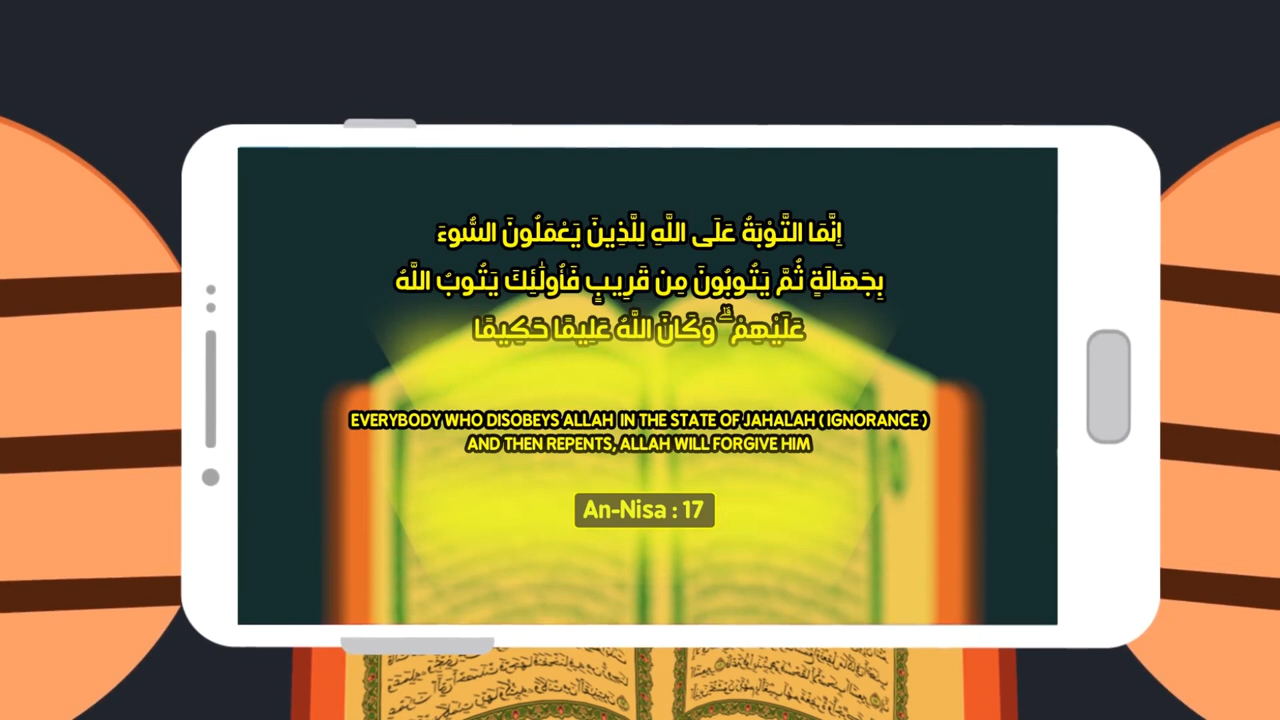 إِنَّمَا التَّوْبَةُ عَلَى اللَّهِ لِلَّذِينَ يَعْمَلُونَ السُّوءَ
بِجَهَالَةٍ ثُمَّ يَتُوبُونَ مِن قَرِيبٍ فَأُولَٰئِكَ يَتُوبُ اللَّهُ
عَلَيْهِمْ ۗ وَكَانَ اللَّهُ عَلِيمًا حَكِيمًا
EVERYBODY WHO DISOBEYS ALLAH IN THE STATE OF JAHALAH ( IGNORANCE )
AND THEN REPENTS, ALLAH WILL FORGIVE HIM
An-Nisa : 17